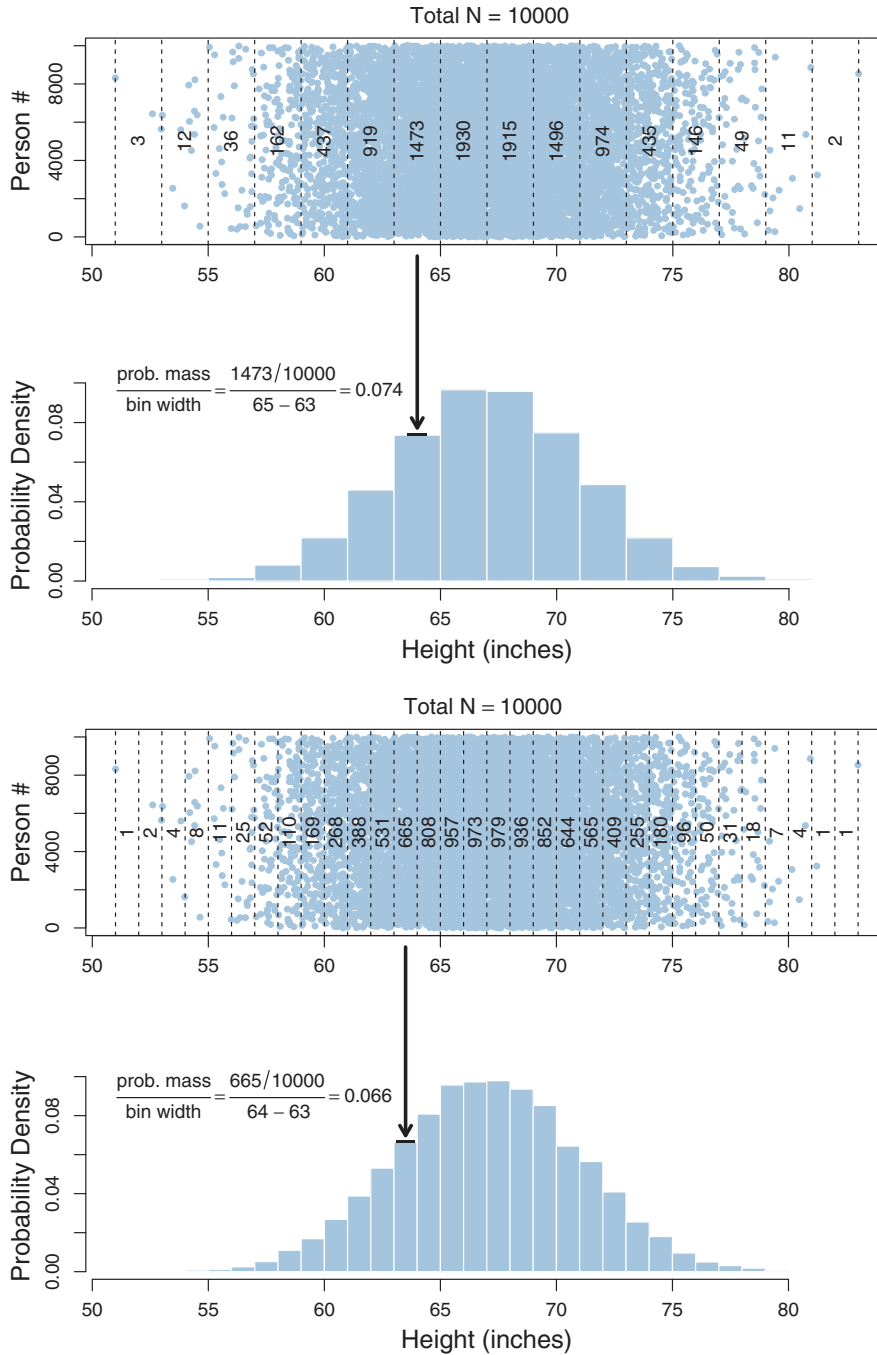 Total N = 10000
Person #
8000
4000
0
3 12 36 162 437 919 1473 1930 1915 1496 974 435 146 49 11 2
50 55 60 65 70 75 80
prob. mass / bin width = 1473/10000 / 65 − 63 = 0.074
Probability Density
0.08
0.04
0.00
50 55 60 65 70 75 80
Height (inches)
Total N = 10000
Person #
8000
4000
0
1 2 4 8 11 25 52 110 169 268 388 531 665 808 957 973 979 936 852 644 565 409 255 180 96 50 31 18 7 4 1 1
50 55 60 65 70 75 80
prob. mass / bin width = 665/10000 / 64 − 63 = 0.066
Probability Density
0.08
0.04
0.00
50 55 60 65 70 75 80
Height (inches)